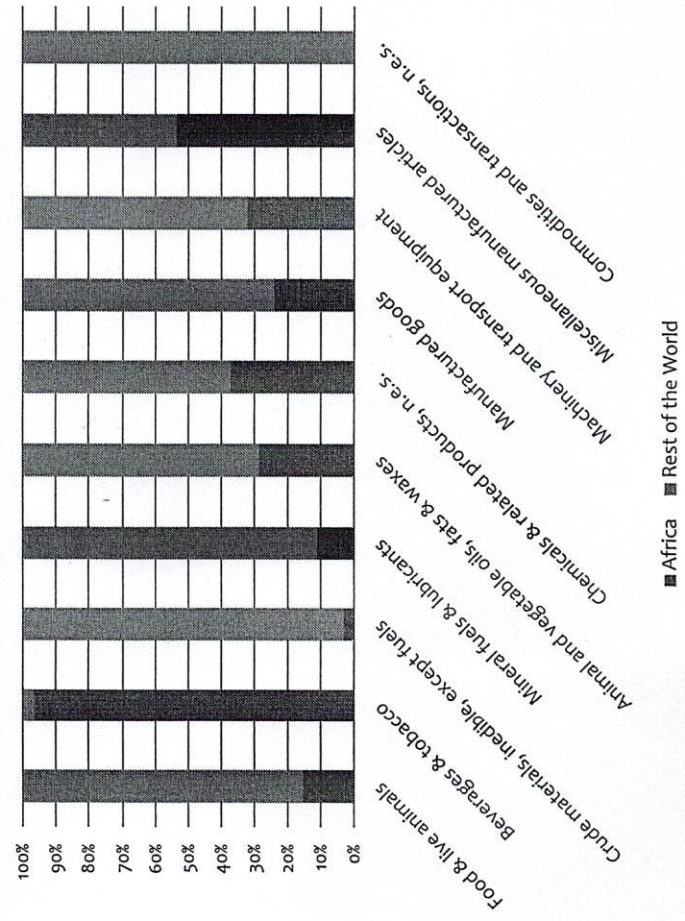 100%
90%
80%
70%
60%
50%
40%
30%
20%
10%
0%
Food & live animals
Beverages & tobacco
Crude materials, inedible, except fuels
Mineral fuels & lubricants
Animal and vegetable oils, fats & waxes
Chemicals & related products, n.e.s.
Manufactured goods
Machinery and transport equipment
Miscellaneous manufactured articles
Commodities and transactions, n.e.s.
Africa
Rest of the World